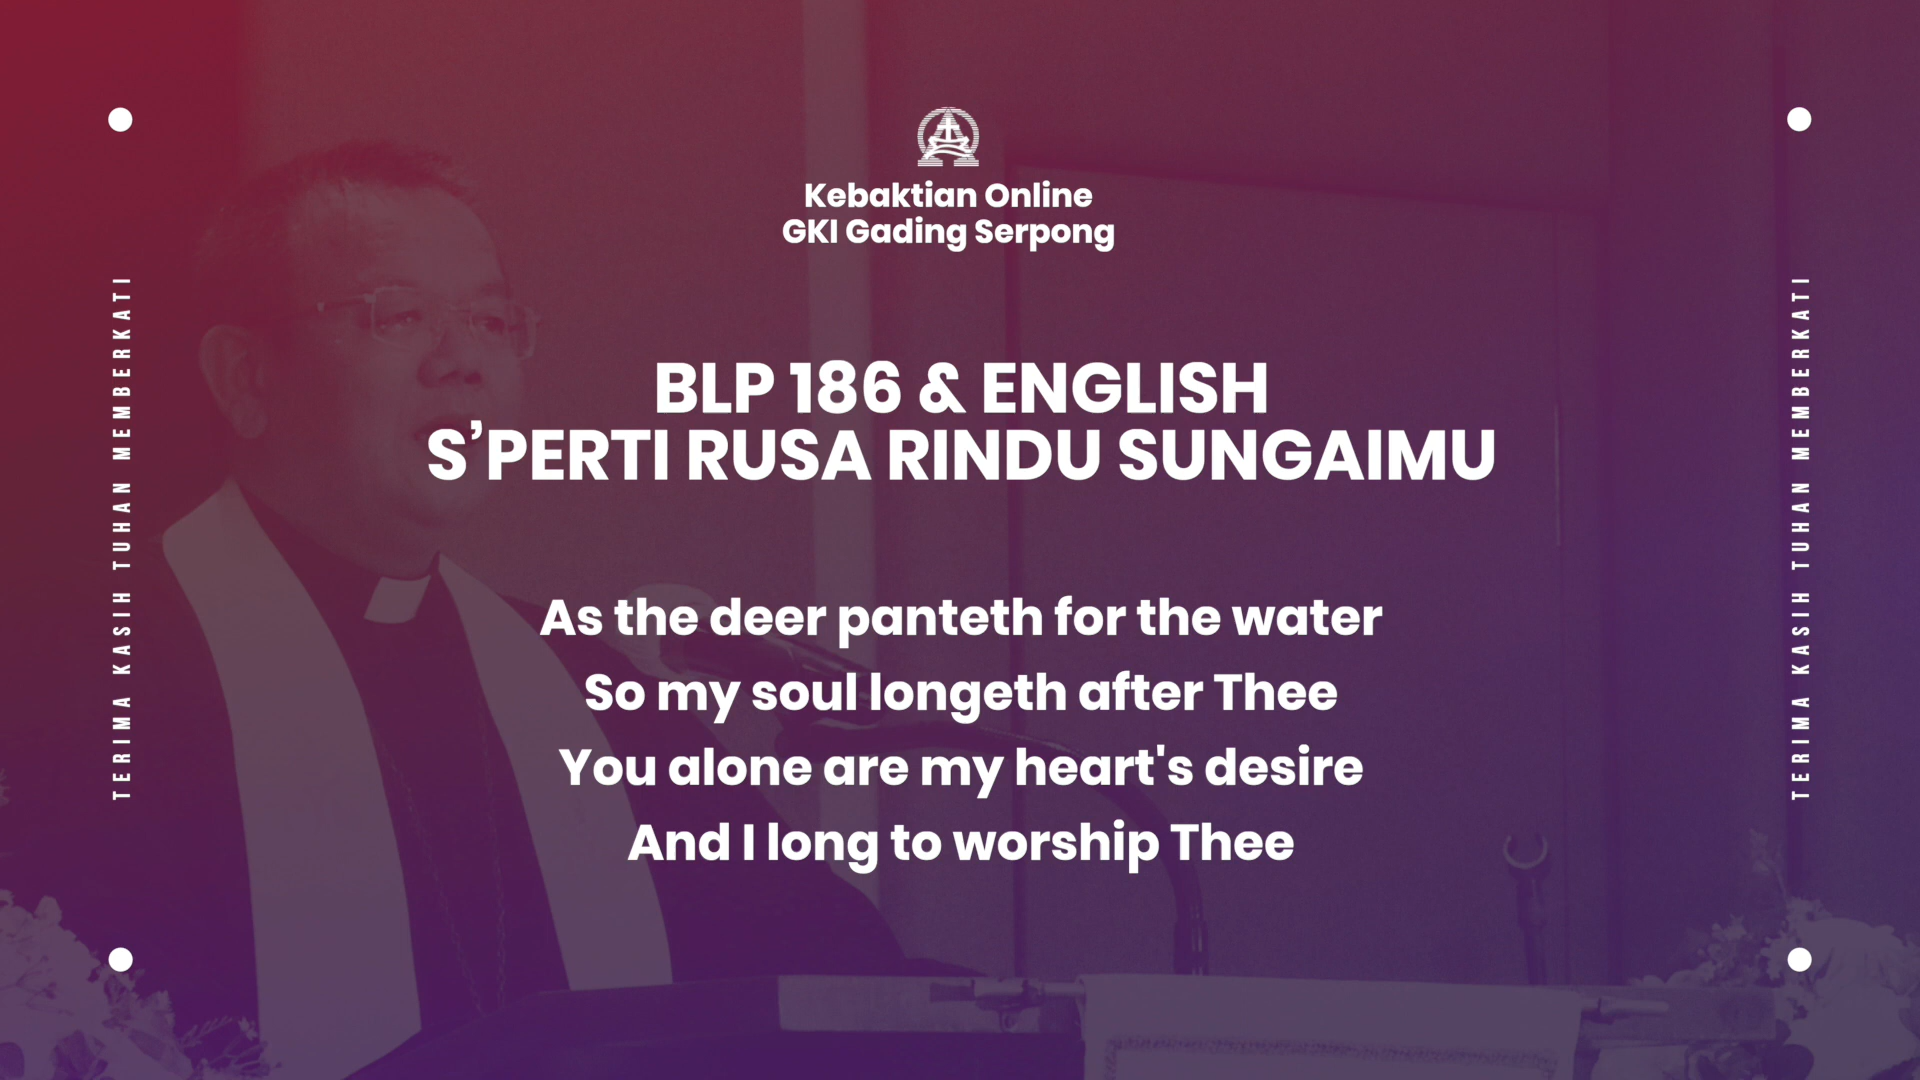 Kebaktian Online
GKI Gading Serpong
BLP 186 & ENGLISH
S’PERTI RUSA RINDU SUNGAIMU
As the deer panteth for the water
So my soul longeth after Thee
You alone are my heart's desire
And I long to worship Thee
TERIMA KASIH TUHAN MEMBERKATI
TERIMA KASIH TUHAN MEMBERKATI